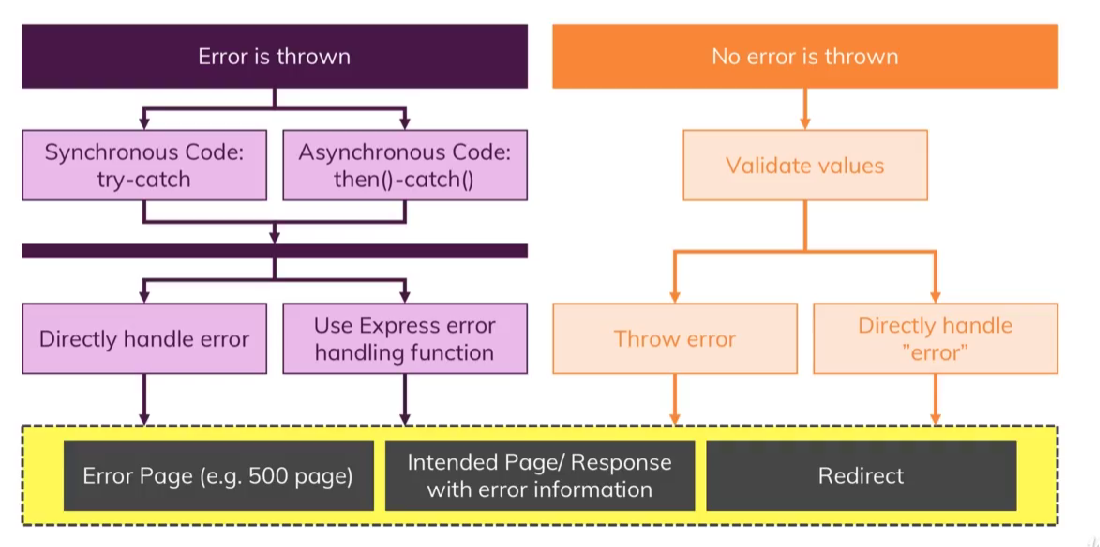 Error is thrown
No error is thrown
Synchronous Code:
try-catch
Asynchronous Code:
then()-catch()
Validate values
Directly handle error
Use Express error
handling function
Throw error
Directly handle
"error"
Error Page (e.g. 500 page)
Intended Page/ Response
with error information
Redirect